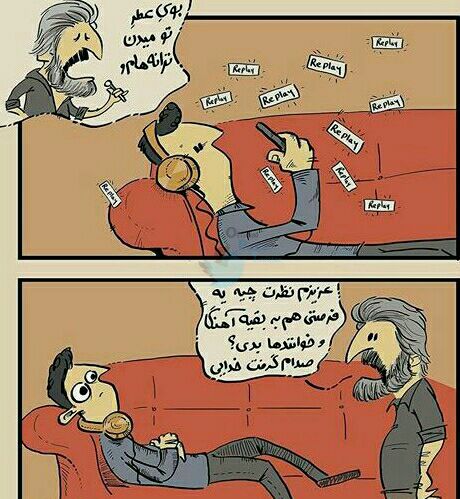 بوی عطر
تو میدن
ترانه‌هام و
Replay
Replay
Replay
Replay
Replay
Replay
Replay
Replay
Replay
Replay
Replay
Replay
عزیزم نظرت چیه یه
فرصتی هم به بقیه آهنگا
و خواننده‌ها بدی؟
صدام گرفت خدایی